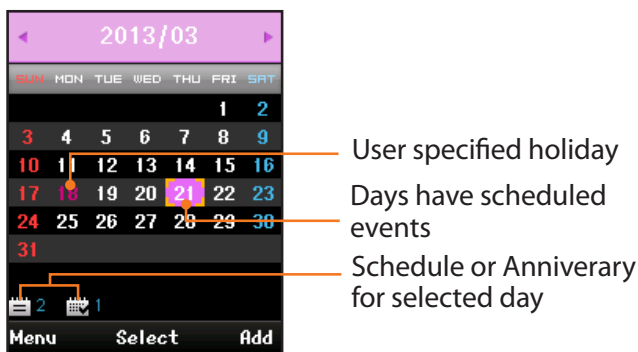 2013/03
SUN MON TUE WED THU FRI SAT
1 2
3 4 5 6 7 8 9
10 11 12 13 14 15 16
17 18 19 20 21 22 23
24 25 26 27 28 29 30
31
2 1
Menu Select Add
User specified holiday
Days have scheduled
events
Schedule or Anniverary
for selected day